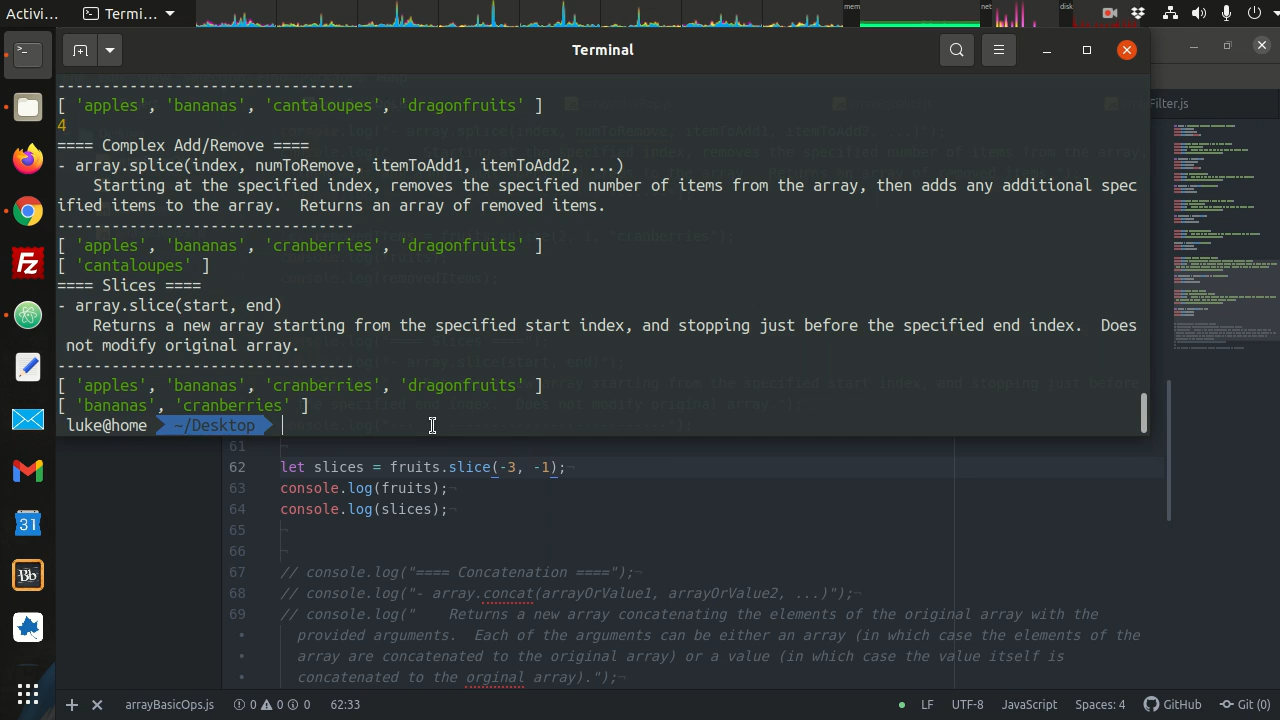 Activi...
Termi...
mem
net
disk
Terminal
---------------------------------
[ 'apples', 'bananas', 'cantaloupes', 'dragonfruits' ]
4
==== Complex Add/Remove ====
- array.splice(index, numToRemove, itemToAdd1, itemToAdd2, ...)
    Starting at the specified index, removes the specified number of items from the array, then adds any additional spec
ified items to the array.  Returns an array of moved items.
---------------------------------
[ 'apples', 'bananas', 'cranberries', 'dragonfruits' ]
[ 'cantaloupes' ]
==== Slices ====
- array.slice(start, end)
    Returns a new array starting from the specified start index, and stopping just before the specified end index.  Does
 not modify original array.
---------------------------------
[ 'apples', 'bananas', 'cranberries', 'dragonfruits' ]
[ 'bananas', 'cranberries' ]
luke@home ~/Desktop
Filter.js
61
62 let slices = fruits.slice(-3, -1);
63 console.log(fruits);
64 console.log(slices);
65
66
67 // console.log("==== Concatenation ====");
68 // console.log("- array.concat(arrayOrValue1, arrayOrValue2, ...)");
69 // console.log("    Returns a new array concatenating the elements of the original array with the
provided arguments.  Each of the arguments can be either an array (in which case the elements of the
array are concatenated to the original array) or a value (in which case the value itself is
concatenated to the orginal array).");
Fz
31
Bb
arrayBasicOps.js 0 0 0 62:33 LF UTF-8 JavaScript Spaces: 4 GitHub Git (0)